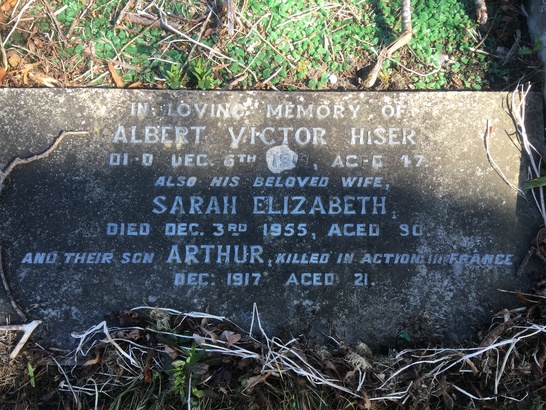 IN LOVING MEMORY OF
ALBERT VICTOR HISER
DIED DEC. 6TH AGED 47
ALSO HIS BELOVED WIFE,
SARAH ELIZABETH,
DIED DEC. 3RD 1955, AGED 90.
AND THEIR SON ARTHUR, KILLED IN ACTION IN FRANCE
DEC. 1917 AGED 21.